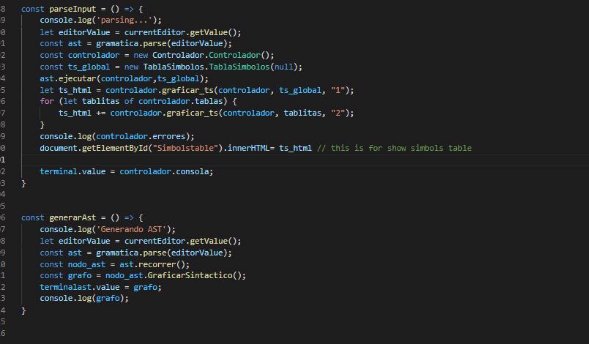 const parseInput = () => {
    console.log('parsing...');
    let editorValue = currentEditor.getValue();
    const ast = gramatica.parse(editorValue);
    const controlador = new Controlador.Controlador();
    const ts_global = new TablaSimbolos.TablaSimbolos(null);
    ast.ejecutar(controlador,ts_global);
    let ts_html = controlador.graficar_ts(controlador, ts_global, "1");
    for (let tablitas of controlador.tablas) {
        ts_html += controlador.graficar_ts(controlador, tablitas, "2");
    }
    console.log(controlador.errores);
    document.getElementById("Simbolstable").innerHTML= ts_html // this is for show simbols table
    terminal.value = controlador.consola;
}
const generarAst = () => {
    console.log('Generando AST');
    let editorValue = currentEditor.getValue();
    const ast = gramatica.parse(editorValue);
    const nodo_ast = ast.recorrer();
    const grafo = nodo_ast.GraficarSintactico();
    terminalast.value = grafo;
    console.log(grafo);
}